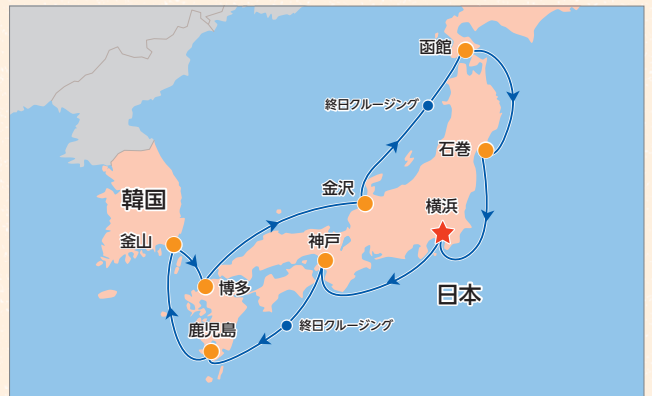 函館
終日クルージング
石巻
金沢
韓国
横浜
釜山
神戸
博多
日本
鹿児島
終日クルージング